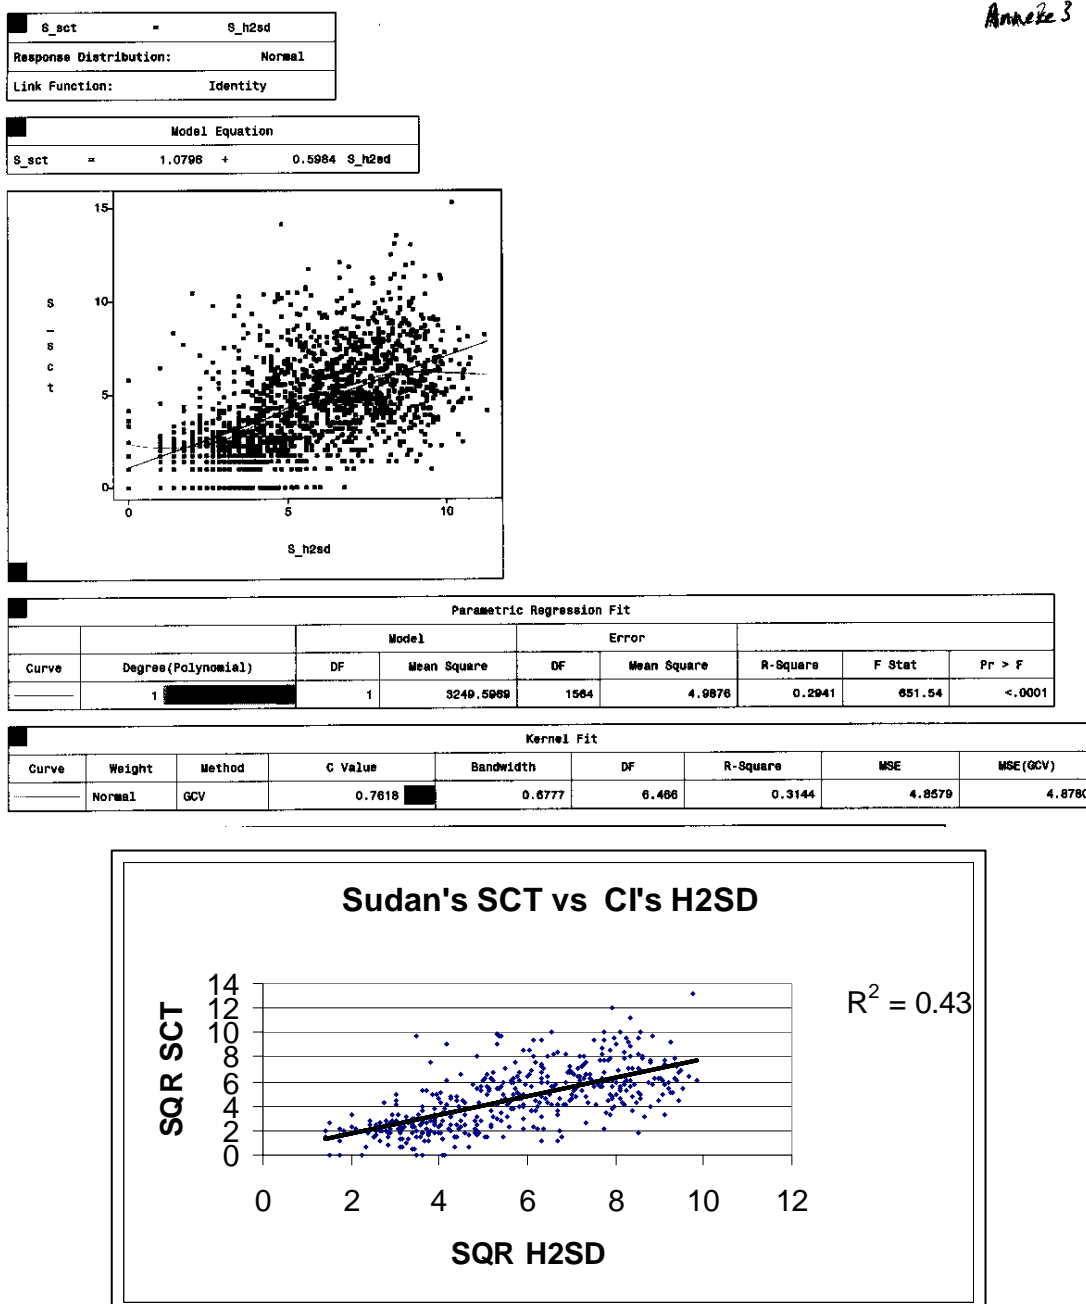 Annexe 3
S_sct = S_h2sd
Response Distribution: Normal
Link Function: Identity
Model Equation
S_sct = 1.0796 + 0.5984 S_h2sd
15
10
5
0
S_sct
0 5 10
S_h2sd
Parametric Regression Fit
Model Error
Curve Degree(Polynomial) DF Mean Square DF Mean Square R-Square F Stat Pr > F
1 1 3249.5969 1564 4.9876 0.2941 651.54 <.0001
Kernel Fit
Curve Weight Method C Value Bandwidth DF R-Square MSE MSE(GCV)
Normal GCV 0.7618 0.6777 6.466 0.3144 4.8579 4.8780
Sudan's SCT vs CI's H2SD
14
12
10
8
6
4
2
0
SQR SCT
R² = 0.43
0 2 4 6 8 10 12
SQR H2SD